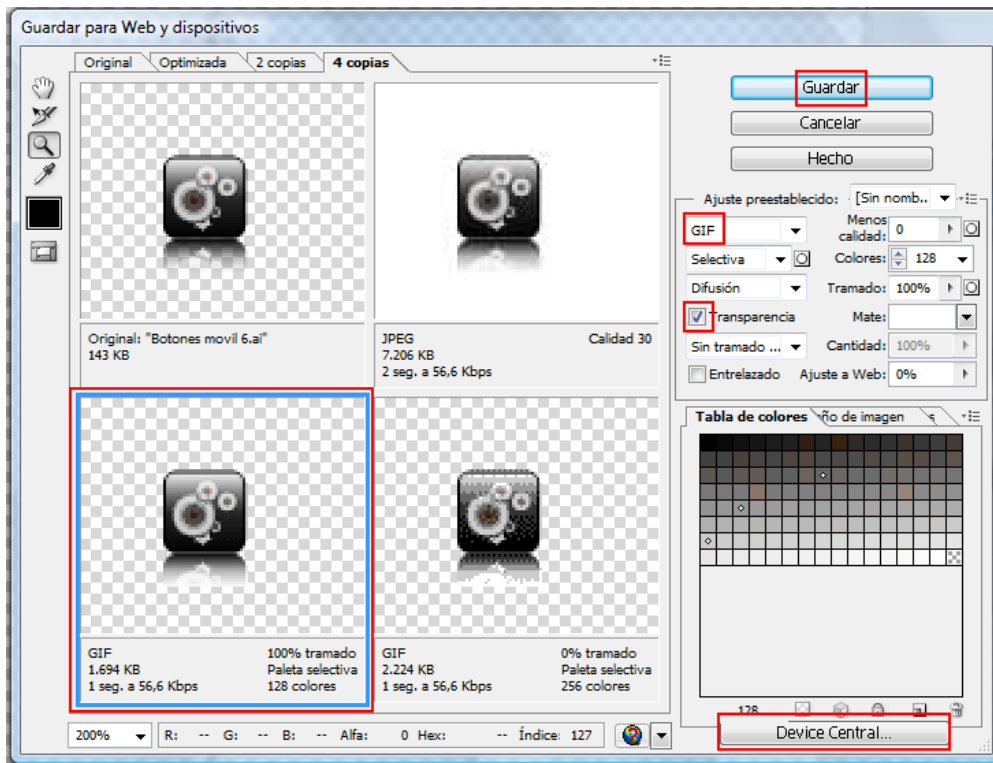 Guardar para Web y dispositivos
Original Optimizada 2 copias 4 copias
Original: "Botones movil 6.ai"
143 KB
JPEG Calidad 30
7.206 KB
2 seg. a 56,6 Kbps
GIF 100% tramado
1.694 KB Paleta selectiva
1 seg. a 56,6 Kbps 128 colores
GIF 0% tramado
2.224 KB Paleta selectiva
1 seg. a 56,6 Kbps 256 colores
200% R: -- G: -- B: -- Alfa: 0 Hex: -- Índice: 127
Guardar
Cancelar
Hecho
Ajuste preestablecido: [Sin nomb..
GIF Menos calidad: 0
Selectiva Colores: 128
Difusión Tramado: 100%
Transparencia Mate:
Sin tramado ... Cantidad: 100%
Entrelazado Ajuste a Web: 0%
Tabla de colores ño de imagen
128
Device Central...